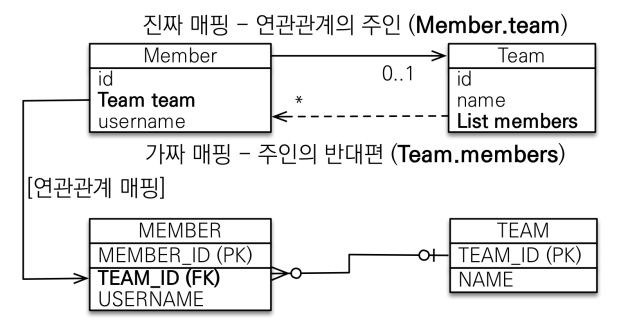 진짜 매핑 - 연관관계의 주인 (Member.team)
Member
id
Team team
username
0..1
*
Team
id
name
List members
가짜 매핑 - 주인의 반대편 (Team.members)
[연관관계 매핑]
MEMBER
MEMBER_ID (PK)
TEAM_ID (FK)
USERNAME
TEAM
TEAM_ID (PK)
NAME